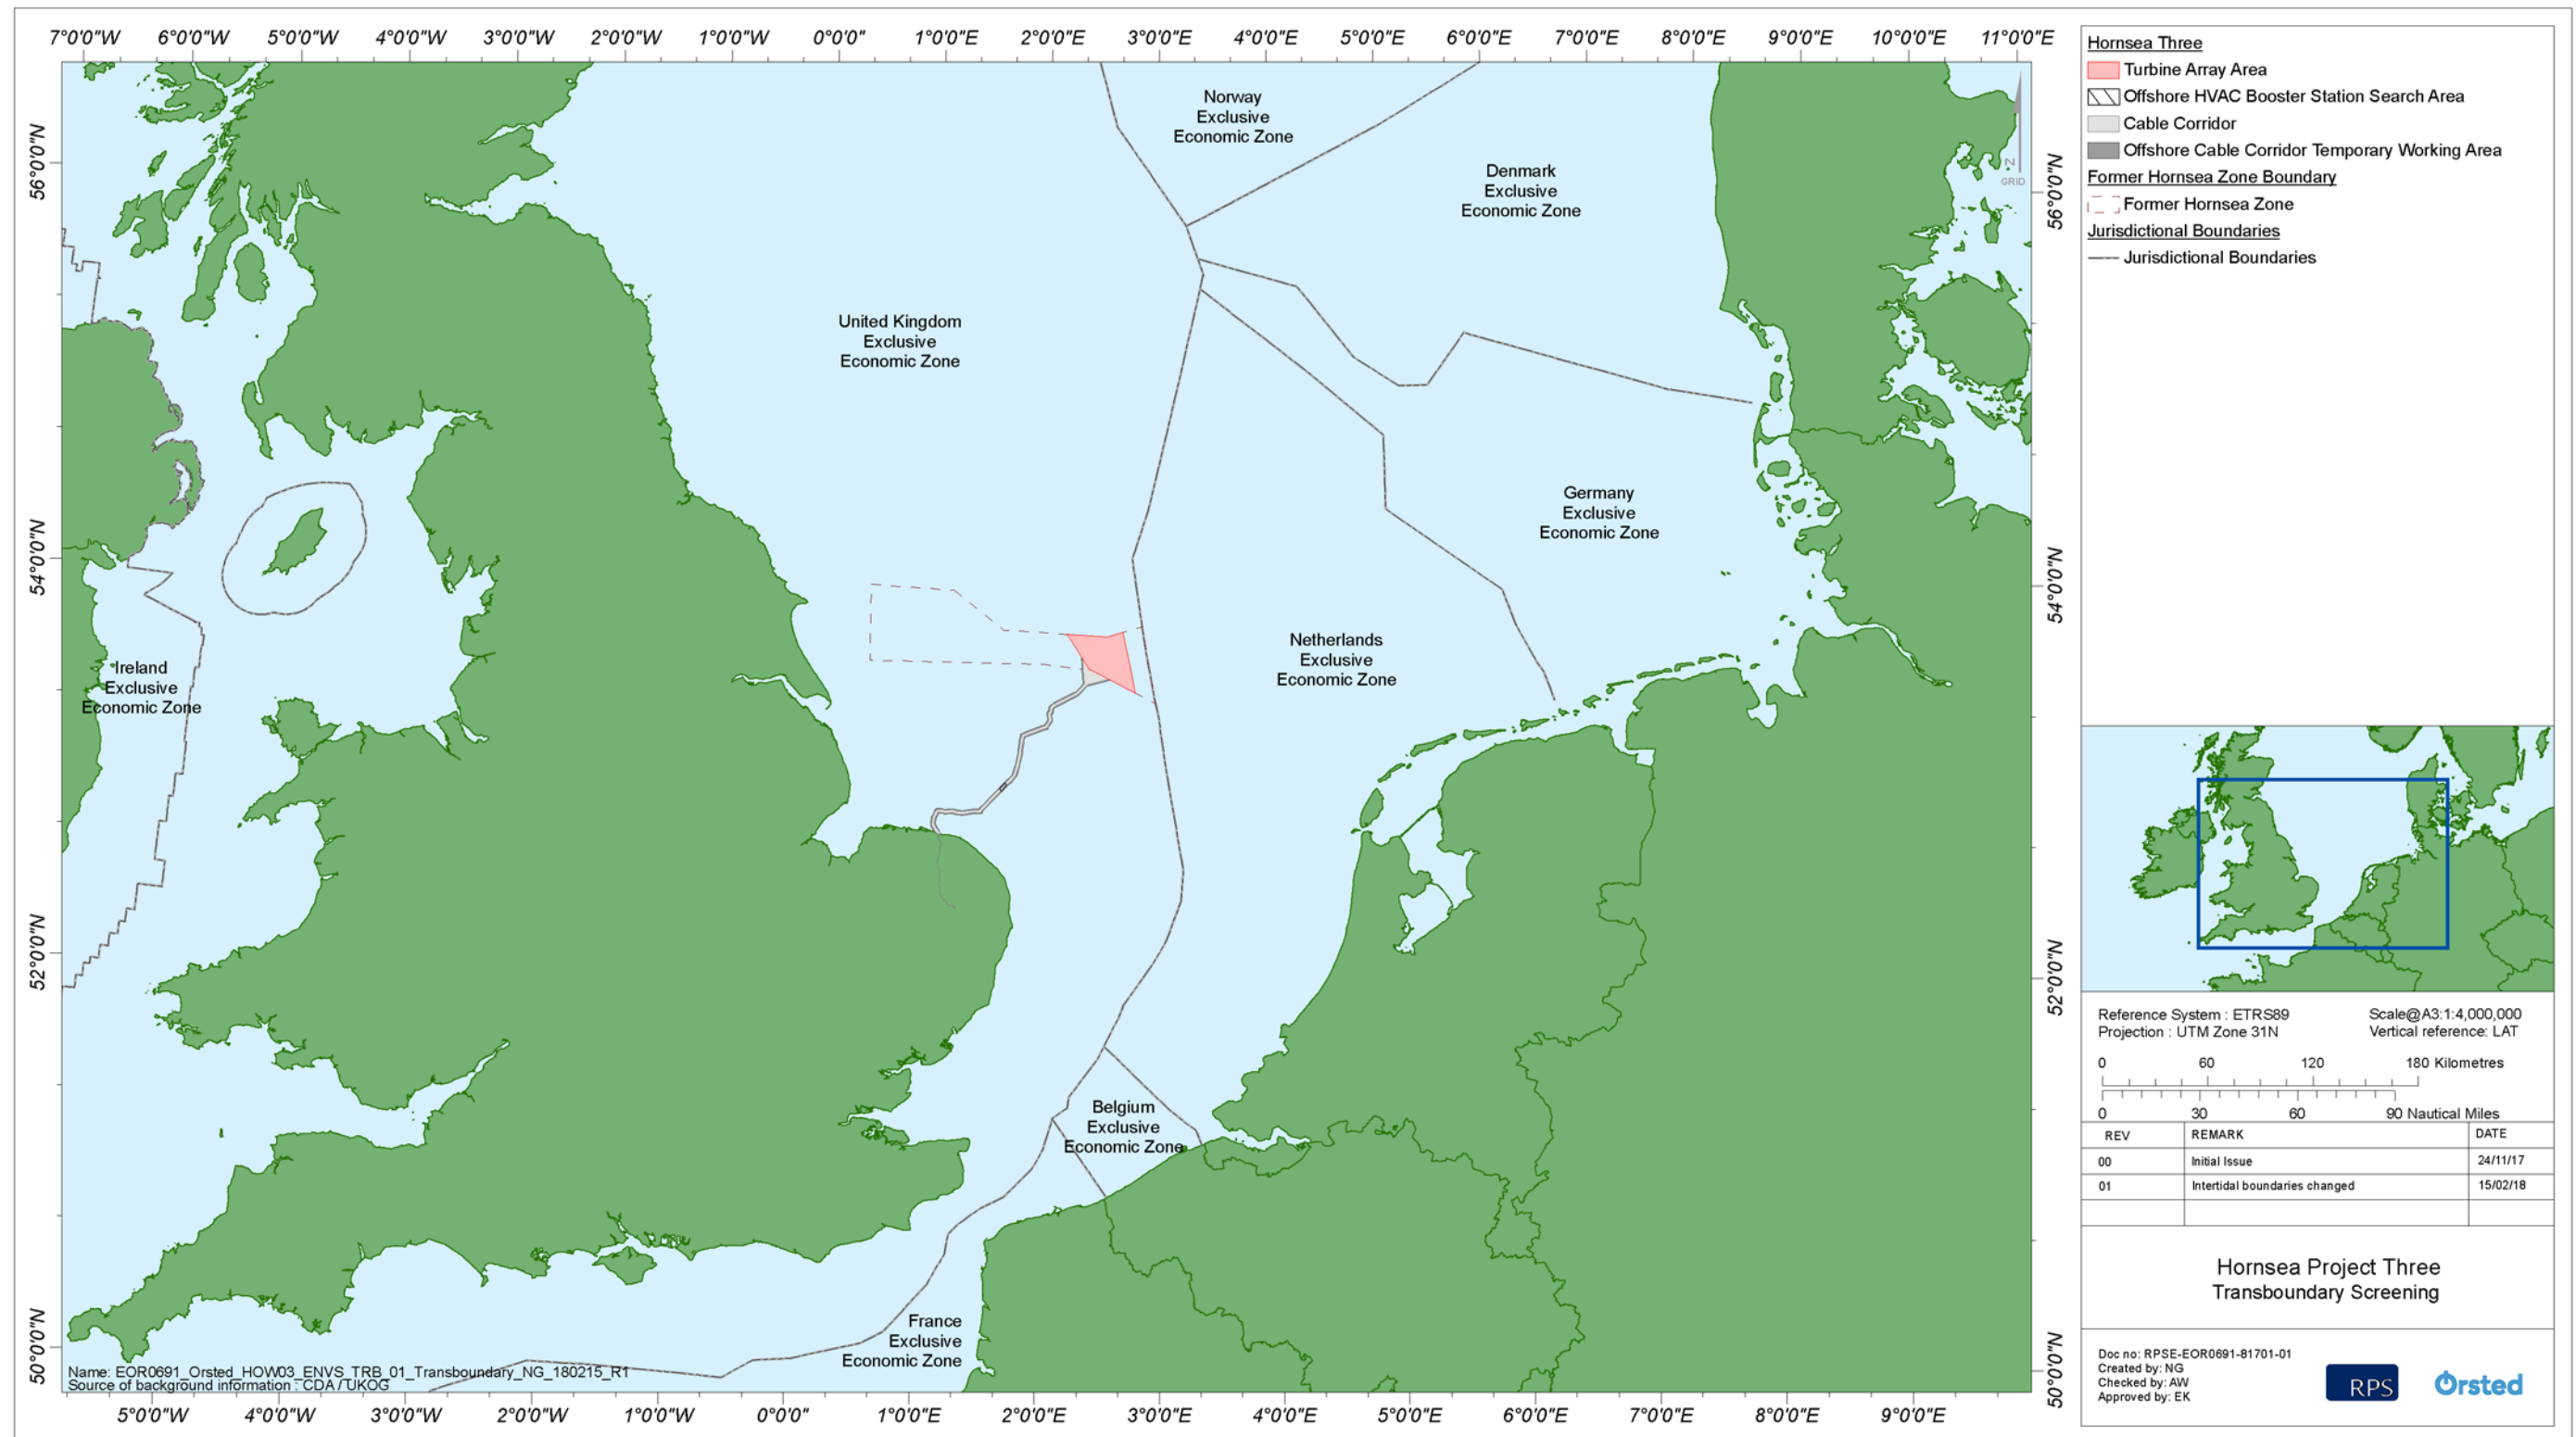 7°0'0"W 6°0'0"W 5°0'0"W 4°0'0"W 3°0'0"W 2°0'0"W 1°0'0"W 0°0'0" 1°0'0"E 2°0'0"E 3°0'0"E 4°0'0"E 5°0'0"E 6°0'0"E 7°0'0"E 8°0'0"E 9°0'0"E 10°0'0"E 11°0'0"E
56°0'0"N
54°0'0"N
52°0'0"N
50°0'0"N
Norway
Exclusive
Economic Zone
Denmark
Exclusive
Economic Zone
United Kingdom
Exclusive
Economic Zone
Germany
Exclusive
Economic Zone
Netherlands
Exclusive
Economic Zone
Ireland
Exclusive
Economic Zone
Belgium
Exclusive
Economic Zone
France
Exclusive
Economic Zone
N
GRID
56°0'0"N
54°0'0"N
52°0'0"N
50°0'0"N
Name: EOR0691_Orsted_HOW03_ENVS_TRB_01_Transboundary_NG_180215_R1
Source of background information : CDA / UKOG
5°0'0"W 4°0'0"W 3°0'0"W 2°0'0"W 1°0'0"W 0°0'0" 1°0'0"E 2°0'0"E 3°0'0"E 4°0'0"E 5°0'0"E 6°0'0"E 7°0'0"E 8°0'0"E 9°0'0"E
Hornsea Three
Turbine Array Area
Offshore HVAC Booster Station Search Area
Cable Corridor
Offshore Cable Corridor Temporary Working Area
Former Hornsea Zone Boundary
Former Hornsea Zone
Jurisdictional Boundaries
Jurisdictional Boundaries
Reference System : ETRS89 Scale@A3:1:4,000,000
Projection : UTM Zone 31N Vertical reference: LAT
0 60 120 180 Kilometres
0 30 60 90 Nautical Miles
REV REMARK DATE
00 Initial Issue 24/11/17
01 Intertidal boundaries changed 15/02/18
Hornsea Project Three
Transboundary Screening
Doc no: RPSE-EOR0691-81701-01
Created by: NG
Checked by: AW
Approved by: EK
RPS
Ørsted